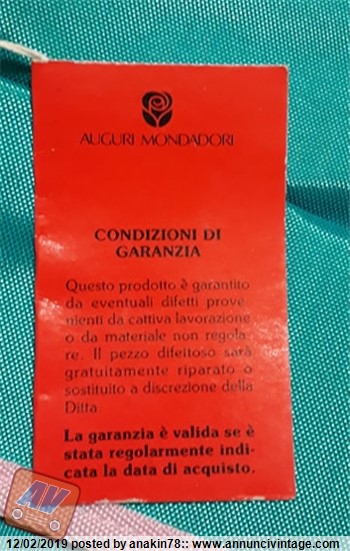 AUGURI MONDADORI
CONDIZIONI DI
GARANZIA
Questo prodotto è garantito
da eventuali difetti prove-
nienti da cattiva lavorazione
o da materiale non regola-
re. Il pezzo difettoso sarà
gratuitamente riparato o
sostituito a discrezione della
Ditta.
La garanzia è valida se è
stata regolarmente indi-
cata la data di acquisto.
AV
12/02/2019 posted by anakin78:: www.annuncivintage.com